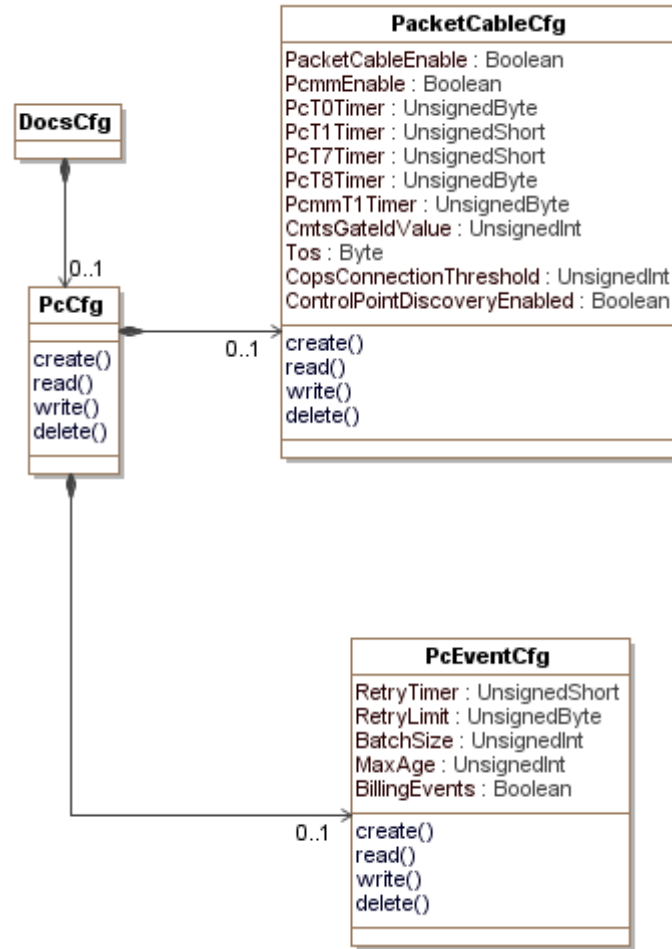 DocsCfg
0..1
PcCfg
create()
read()
write()
delete()
0..1
PacketCableCfg
PacketCableEnable : Boolean
PcmmEnable : Boolean
PcT0Timer : UnsignedByte
PcT1Timer : UnsignedShort
PcT7Timer : UnsignedShort
PcT8Timer : UnsignedByte
PcmmT1Timer : UnsignedByte
CmtsGateIdValue : UnsignedInt
Tos : Byte
CopsConnectionThreshold : UnsignedInt
ControlPointDiscoveryEnabled : Boolean
create()
read()
write()
delete()
0..1
PcEventCfg
RetryTimer : UnsignedShort
RetryLimit : UnsignedByte
BatchSize : UnsignedInt
MaxAge : UnsignedInt
BillingEvents : Boolean
create()
read()
write()
delete()